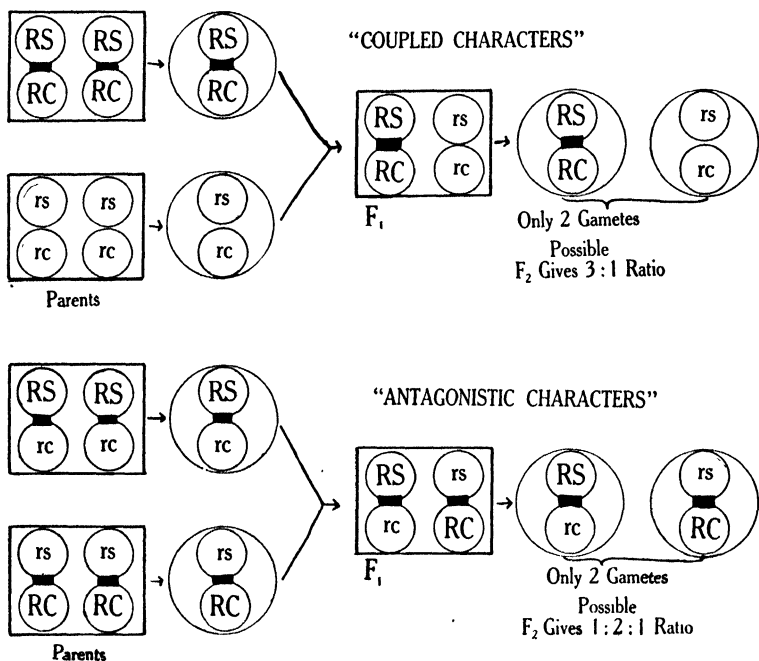 "COUPLED CHARACTERS"
RS RS RS
RC RC RC
RS rs RS rs
RC rc RC rc
rs rs rs
rc rc rc
F₁
Only 2 Gametes
Possible
F₂ Gives 3 : 1 Ratio
Parents
"ANTAGONISTIC CHARACTERS"
RS RS RS
rc rc rc
RS rs RS rs
rc RC rc RC
rs rs rs
RC RC RC
F₁
Only 2 Gametes
Possible
F₂ Gives 1 : 2 : 1 Ratio
Parents